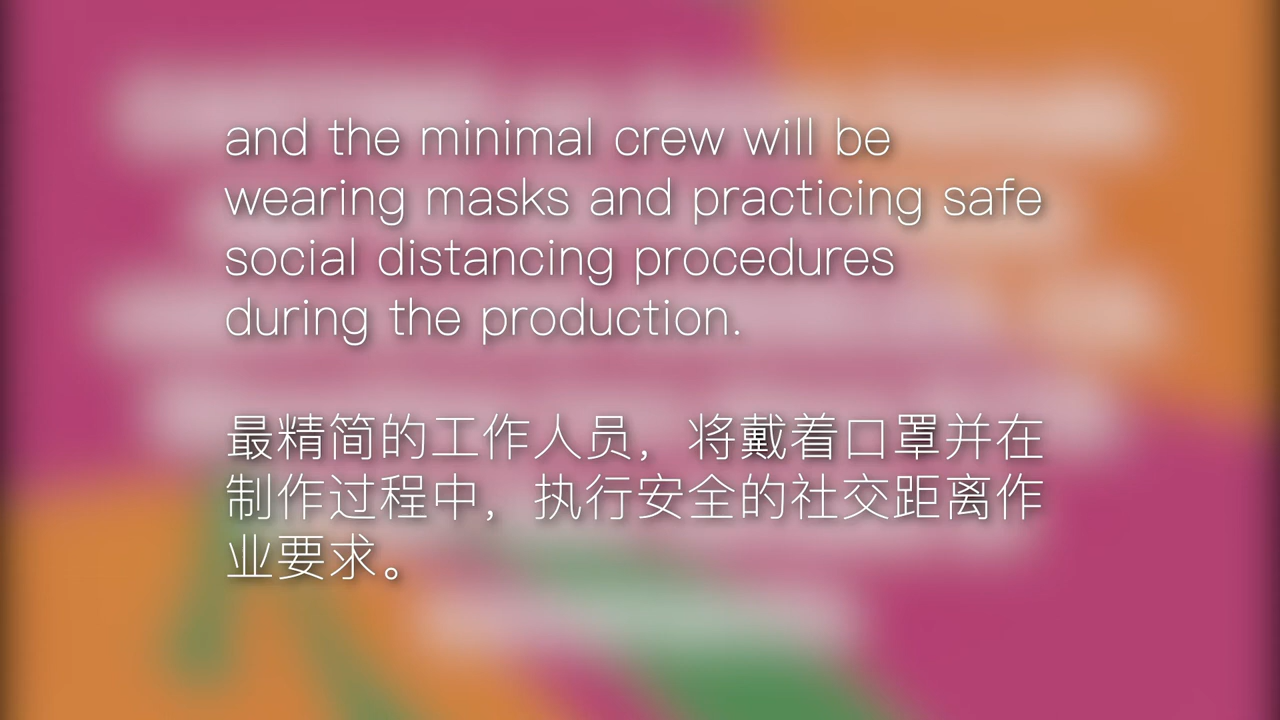 and the minimal crew will be
wearing masks and practicing safe
social distancing procedures
during the production.
最精简的工作人员，将戴着口罩并在
制作过程中，执行安全的社交距离作
业要求。